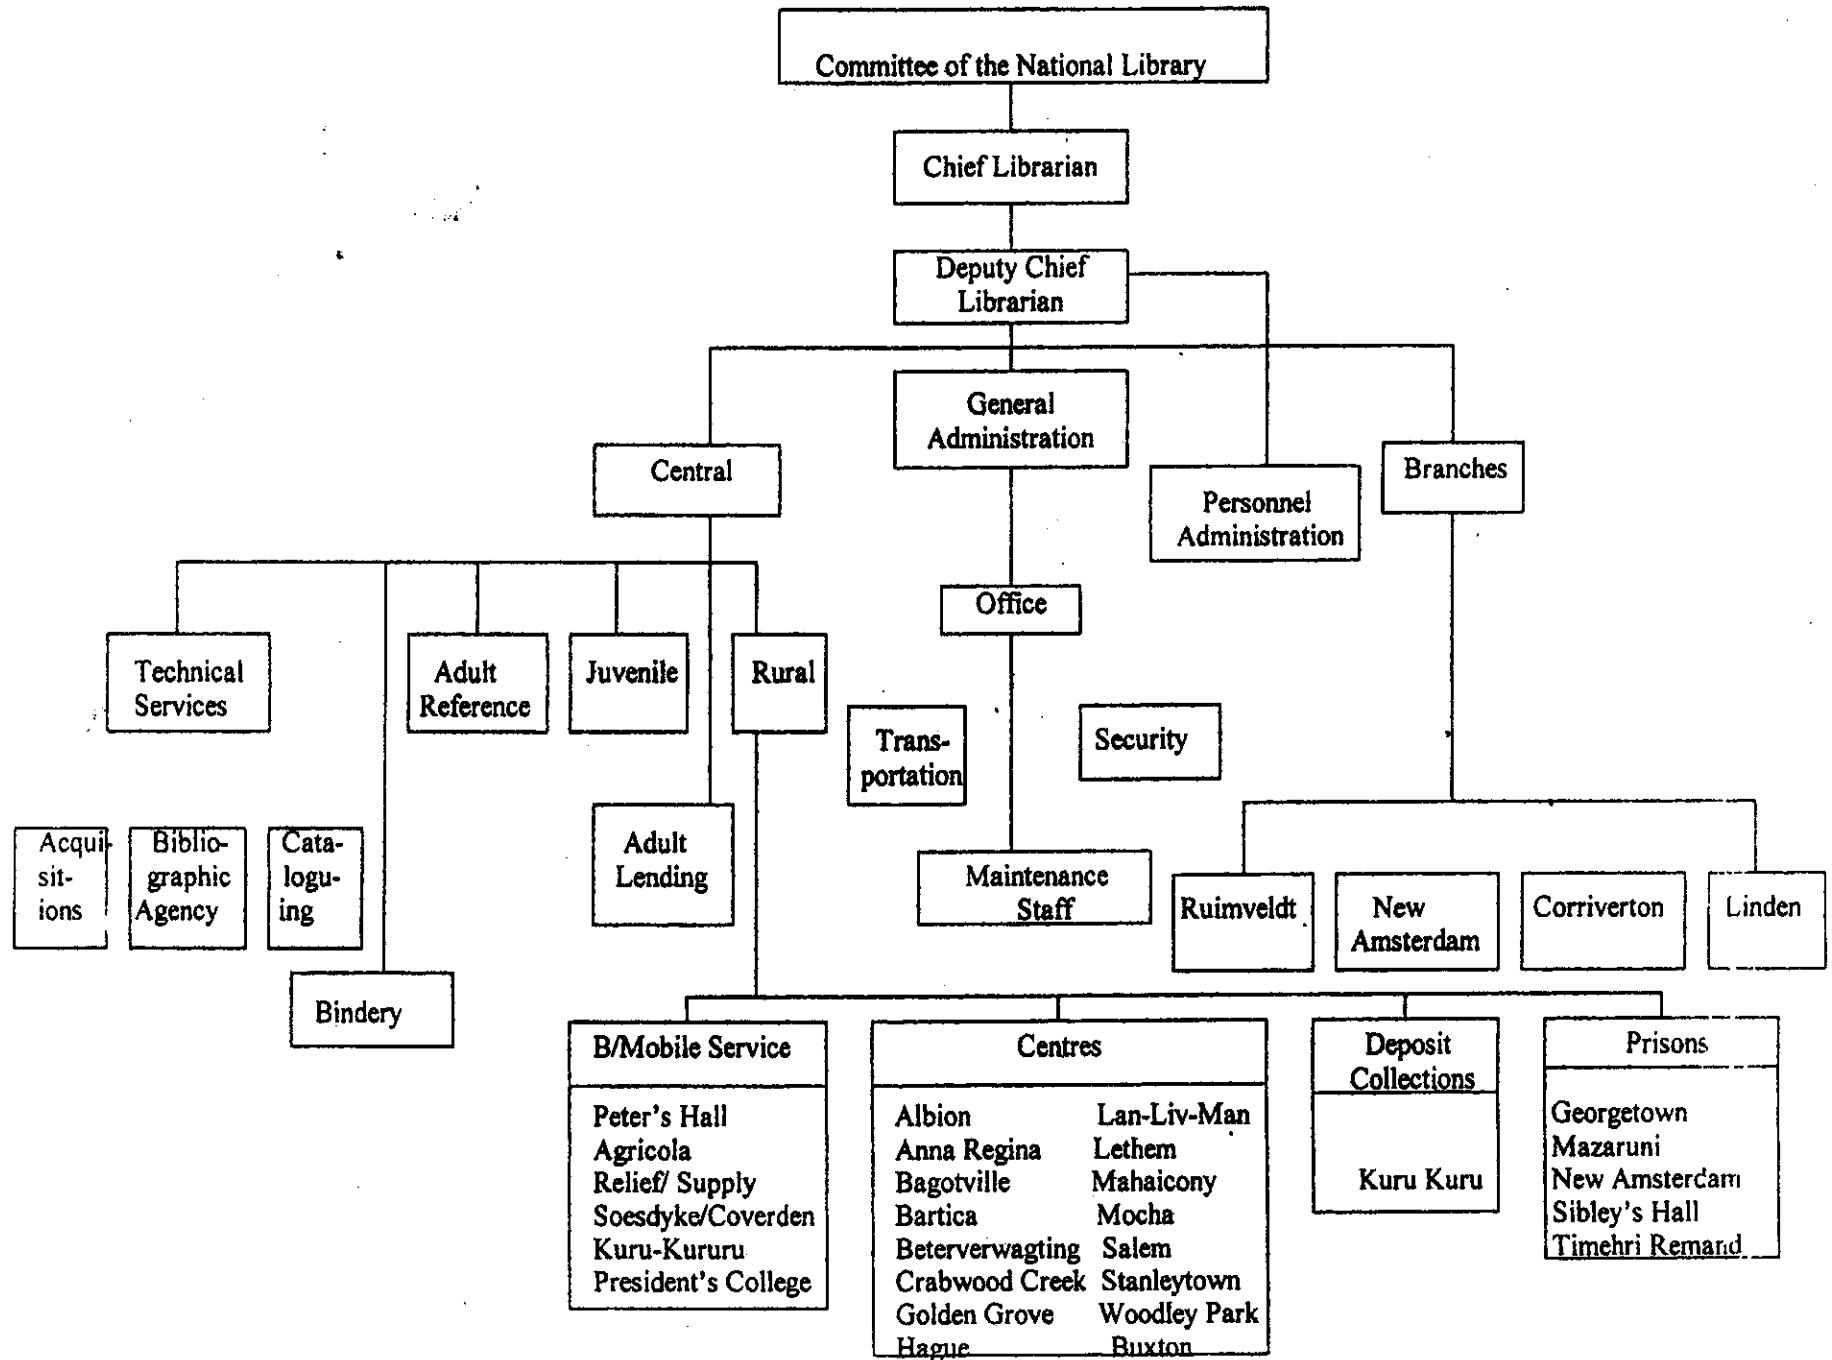 Committee of the National Library
Chief Librarian
Deputy Chief
Librarian
General
Administration
Central
Branches
Personnel
Administration
Office
Technical
Services
Adult
Reference
Juvenile
Rural
Trans-
portation
Security
Acqui-
sit-
ions
Biblio-
graphic
Agency
Cata-
logu-
ing
Adult
Lending
Maintenance
Staff
Ruimveldt
New
Amsterdam
Corriverton
Linden
Bindery
B/Mobile Service
Peter's Hall
Agricola
Relief/ Supply
Soesdyke/Coverden
Kuru-Kururu
President's College
Centres
Albion Lan-Liv-Man
Anna Regina Lethem
Bagotville Mahaicony
Bartica Mocha
Beterverwagting Salem
Crabwood Creek Stanleytown
Golden Grove Woodley Park
Hague Buxton
Deposit
Collections
Kuru Kuru
Prisons
Georgetown
Mazaruni
New Amsterdam
Sibley's Hall
Timehri Remand